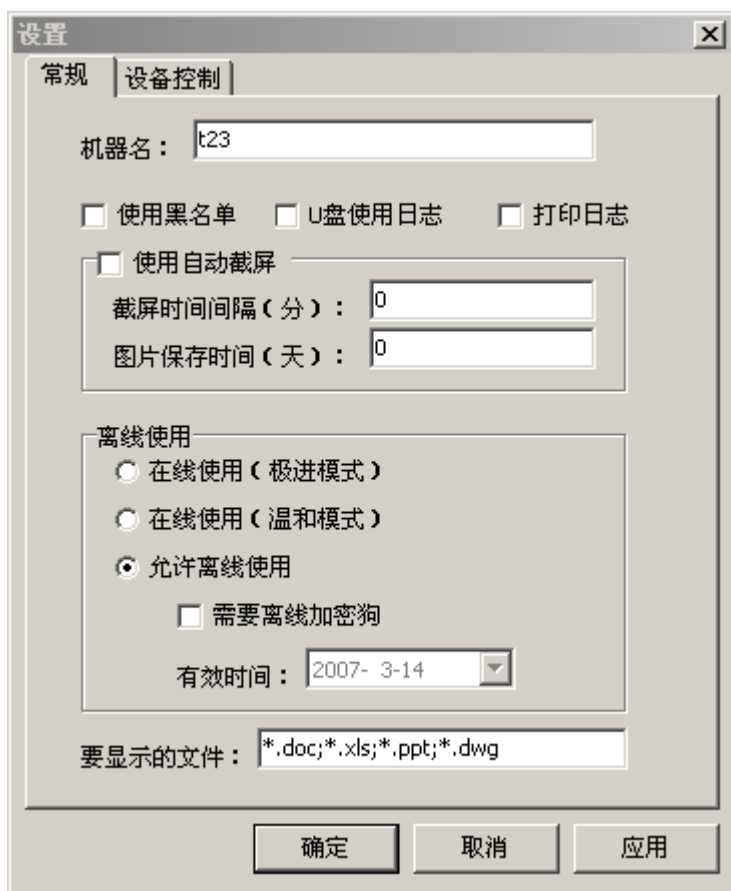 设置
常规 设备控制
机器名： t23
使用黑名单 U盘使用日志 打印日志
使用自动截屏
截屏时间间隔（分）： 0
图片保存时间（天）： 0
离线使用
在线使用（极进模式）
在线使用（温和模式）
允许离线使用
需要离线加密狗
有效时间： 2007- 3-14
要显示的文件： *.doc;*.xls;*.ppt;*.dwg
确定 取消 应用